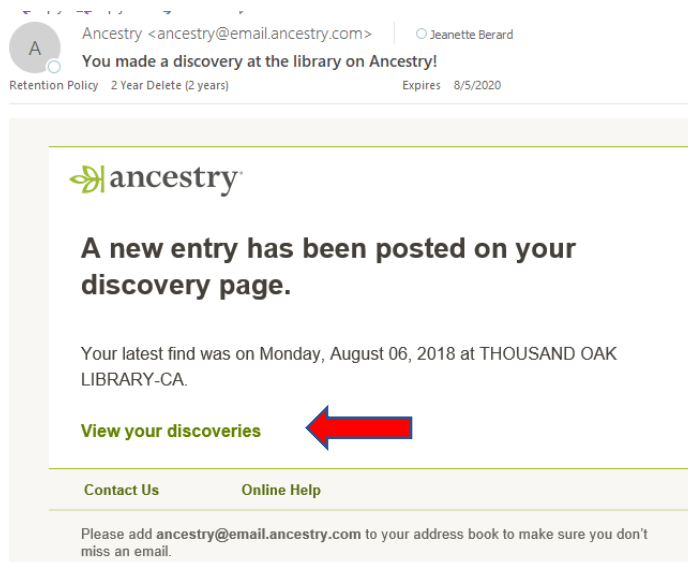 A
Ancestry <ancestry@email.ancestry.com>
Jeanette Berard
You made a discovery at the library on Ancestry!
Retention Policy 2 Year Delete (2 years) Expires 8/5/2020
ancestry
A new entry has been posted on your
discovery page.
Your latest find was on Monday, August 06, 2018 at THOUSAND OAK
LIBRARY-CA.
View your discoveries
Contact Us Online Help
Please add ancestry@email.ancestry.com to your address book to make sure you don't
miss an email.